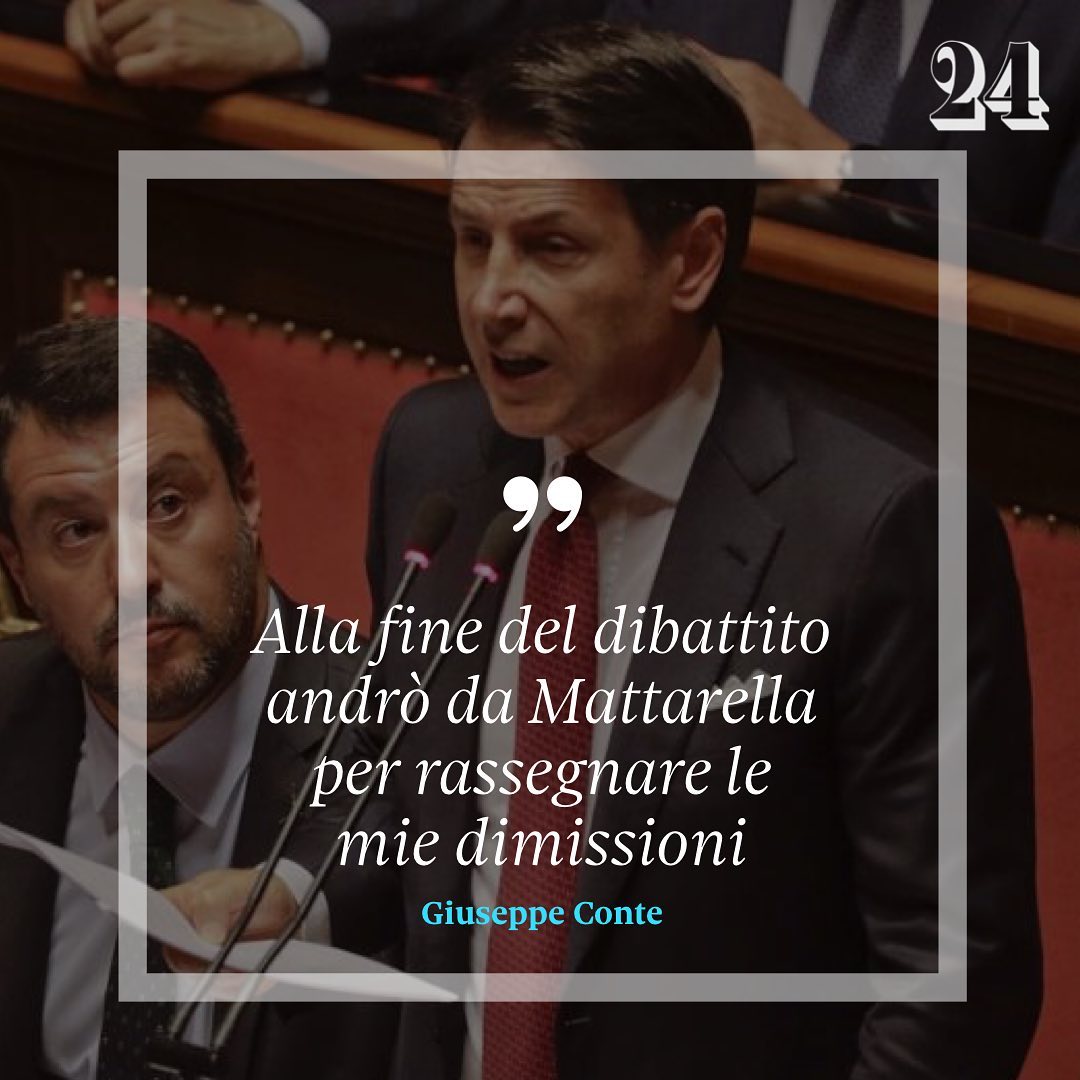 24
”
Alla fine del dibattito
andrò da Mattarella
per rassegnare le
mie dimissioni
Giuseppe Conte